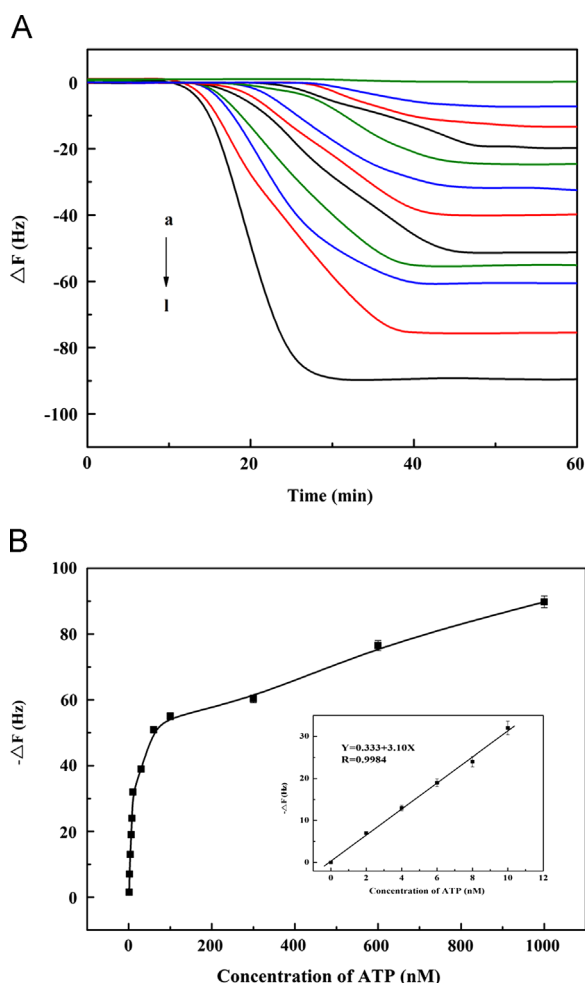 A
0
-20
-40
-60
-80
-100
△F (Hz)
a
l
0 20 40 60
Time (min)
B
100
80
60
40
20
0
-△F (Hz)
Y=0.333+3.10X
R=0.9984
30
20
10
0
-△F (Hz)
0 2 4 6 8 10 12
Concentration of ATP (nM)
0 200 400 600 800 1000
Concentration of ATP (nM)